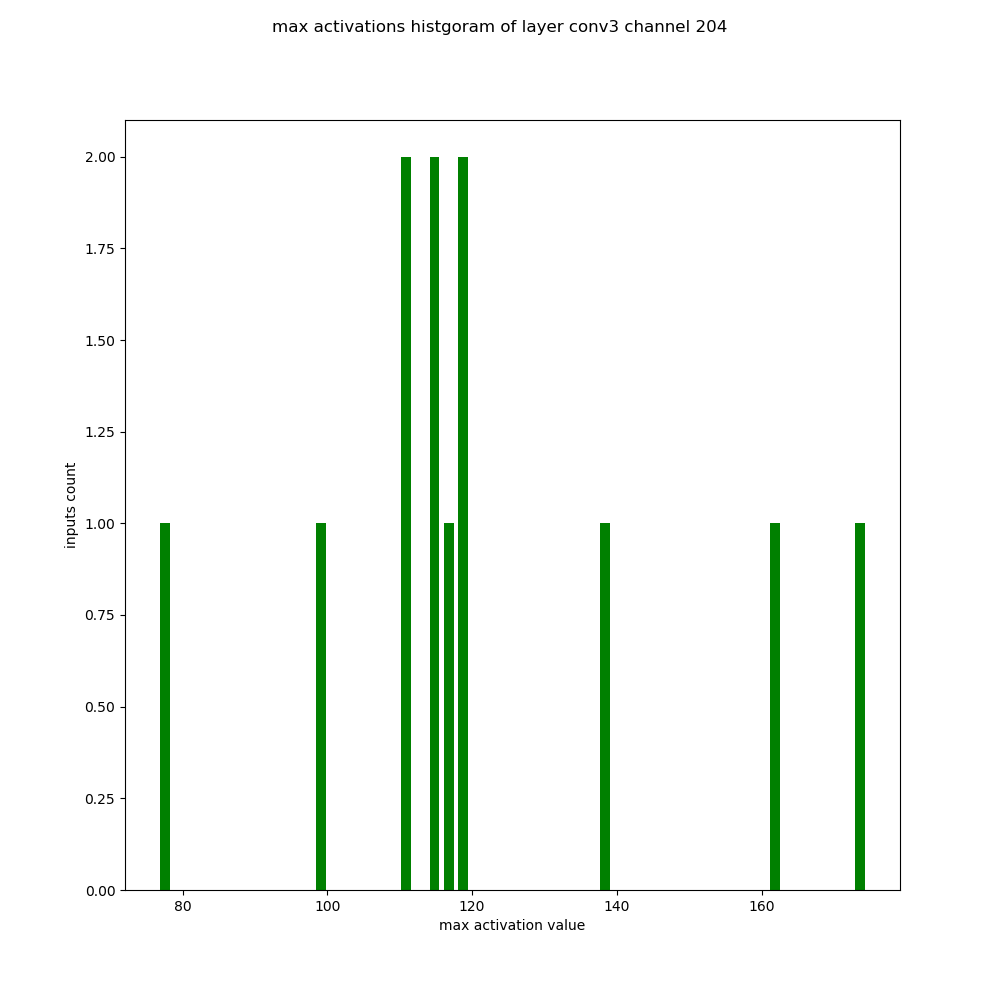 max activations histgoram of layer conv3 channel 204
2.00
1.75
1.50
1.25
1.00
0.75
0.50
0.25
0.00
inputs count
80 100 120 140 160
max activation value